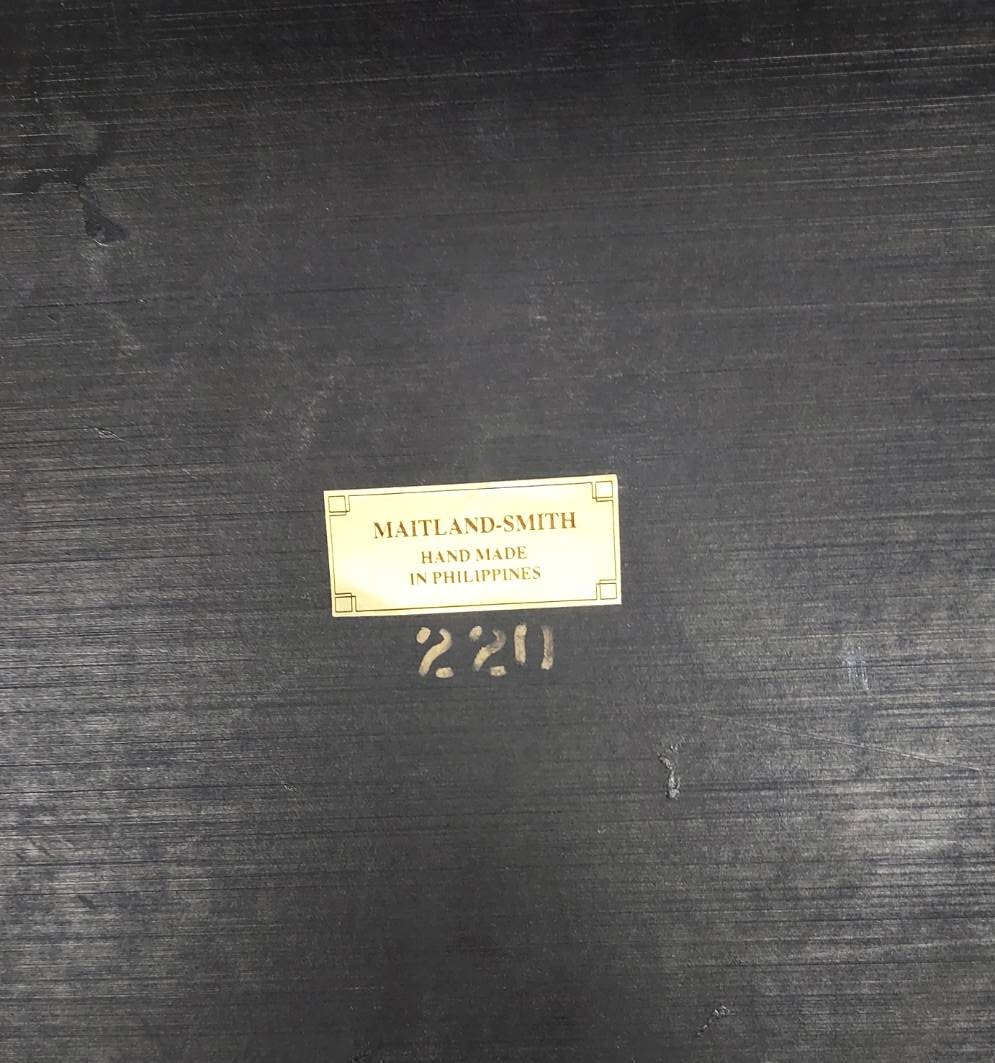 MAITLAND-SMITH
HAND MADE
IN PHILIPPINES
220